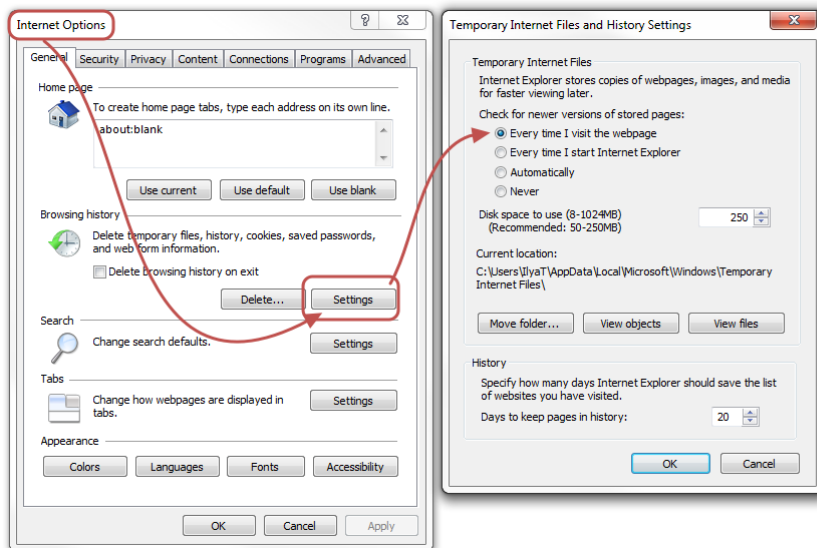 Internet Options
General
Security
Privacy
Content
Connections
Programs
Advanced
Home page
To create home page tabs, type each address on its own line.
about:blank
Use current
Use default
Use blank
Browsing history
Delete temporary files, history, cookies, saved passwords,
and web form information.
Delete browsing history on exit
Delete...
Settings
Search
Change search defaults.
Settings
Tabs
Change how webpages are displayed in
tabs.
Settings
Appearance
Colors
Languages
Fonts
Accessibility
OK
Cancel
Apply
Temporary Internet Files and History Settings
Temporary Internet Files
Internet Explorer stores copies of webpages, images, and media
for faster viewing later.
Check for newer versions of stored pages:
Every time I visit the webpage
Every time I start Internet Explorer
Automatically
Never
Disk space to use (8-1024MB)
(Recommended: 50-250MB)
250
Current location:
C:\Users\IlyaT\AppData\Local\Microsoft\Windows\Temporary
Internet Files\
Move folder...
View objects
View files
History
Specify how many days Internet Explorer should save the list
of websites you have visited.
Days to keep pages in history:
20
OK
Cancel